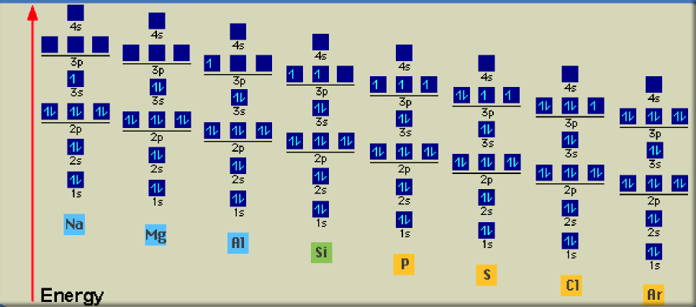 4s 4s 4s 4s 4s 4s 4s 4s
3p 3p 3p 3p 3p 3p 3p 3p
3s 3s 3s 3s 3s 3s 3s 3s
2p 2p 2p 2p 2p 2p 2p 2p
2s 2s 2s 2s 2s 2s 2s 2s
1s 1s 1s 1s 1s 1s 1s 1s
Na Mg Al Si P S Cl Ar
Energy